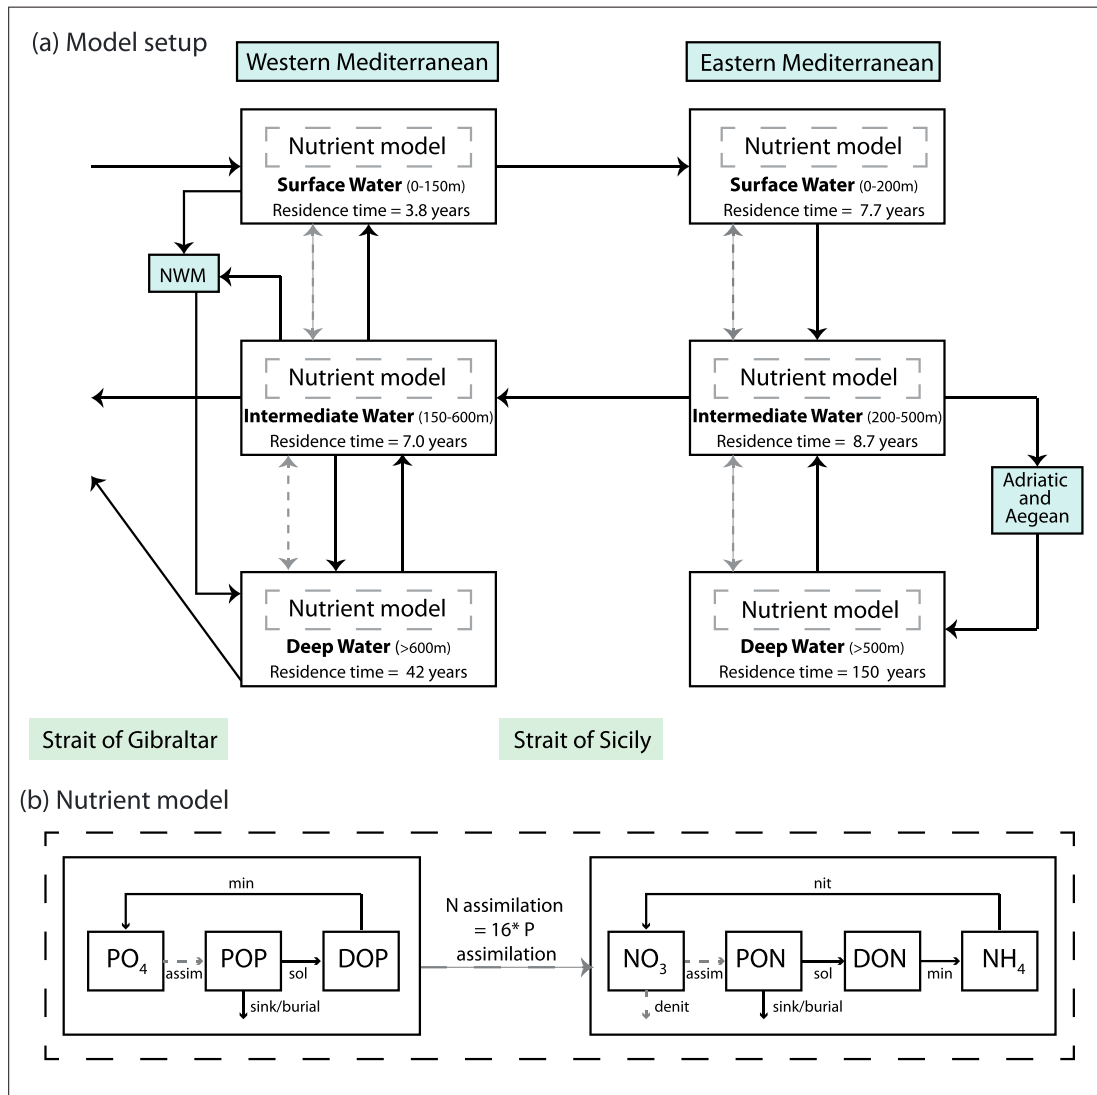 (a) Model setup
Western Mediterranean
Eastern Mediterranean
Nutrient model
Surface Water (0-150m)
Residence time = 3.8 years
Nutrient model
Surface Water (0-200m)
Residence time = 7.7 years
NWM
Nutrient model
Intermediate Water (150-600m)
Residence time = 7.0 years
Nutrient model
Intermediate Water (200-500m)
Residence time = 8.7 years
Adriatic
and
Aegean
Nutrient model
Deep Water (>600m)
Residence time = 42 years
Nutrient model
Deep Water (>500m)
Residence time = 150 years
Strait of Gibraltar
Strait of Sicily
(b) Nutrient model
min
PO4
assim
POP
sol
DOP
sink/burial
N assimilation
= 16* P
assimilation
nit
NO3
assim
PON
sol
DON
min
NH4
denit
sink/burial